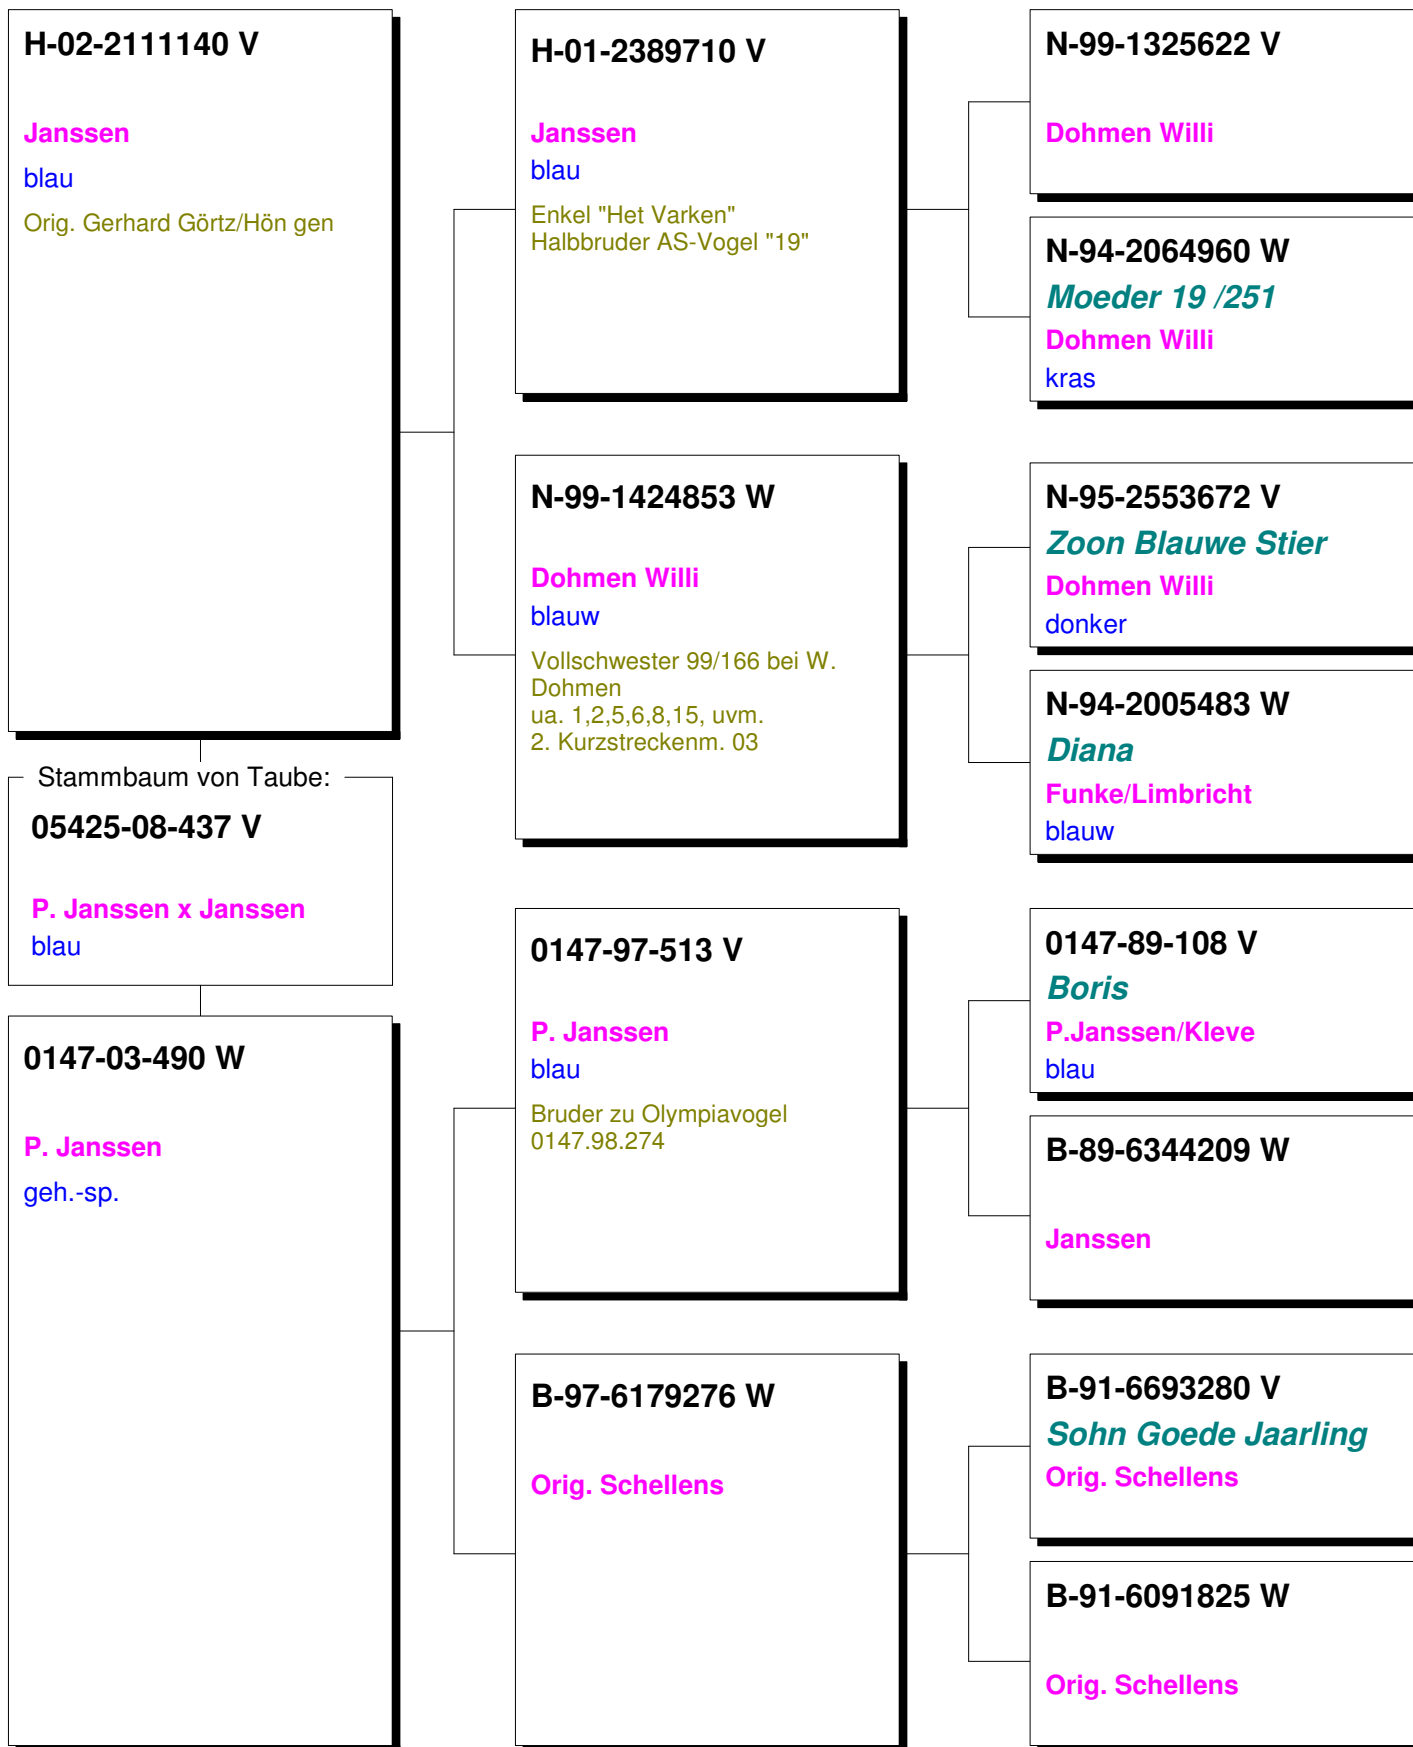 H-02-2111140 V
Janssen
blau
Orig. Gerhard Görtz/Hön gen
Stammbaum von Taube:
05425-08-437 V
P. Janssen x Janssen
blau
0147-03-490 W
P. Janssen
geh.-sp.
H-01-2389710 V
Janssen
blau
Enkel "Het Varken"
Halbbruder AS-Vogel "19"
N-99-1424853 W
Dohmen Willi
blauw
Vollschwester 99/166 bei W.
Dohmen
ua. 1,2,5,6,8,15, uvm.
2. Kurzstreckenm. 03
0147-97-513 V
P. Janssen
blau
Bruder zu Olympiavogel
0147.98.274
B-97-6179276 W
Orig. Schellens
N-99-1325622 V
Dohmen Willi
N-94-2064960 W
Moeder 19 /251
Dohmen Willi
kras
N-95-2553672 V
Zoon Blauwe Stier
Dohmen Willi
donker
N-94-2005483 W
Diana
Funke/Limbricht
blauw
0147-89-108 V
Boris
P.Janssen/Kleve
blau
B-89-6344209 W
Janssen
B-91-6693280 V
Sohn Goede Jaarling
Orig. Schellens
B-91-6091825 W
Orig. Schellens